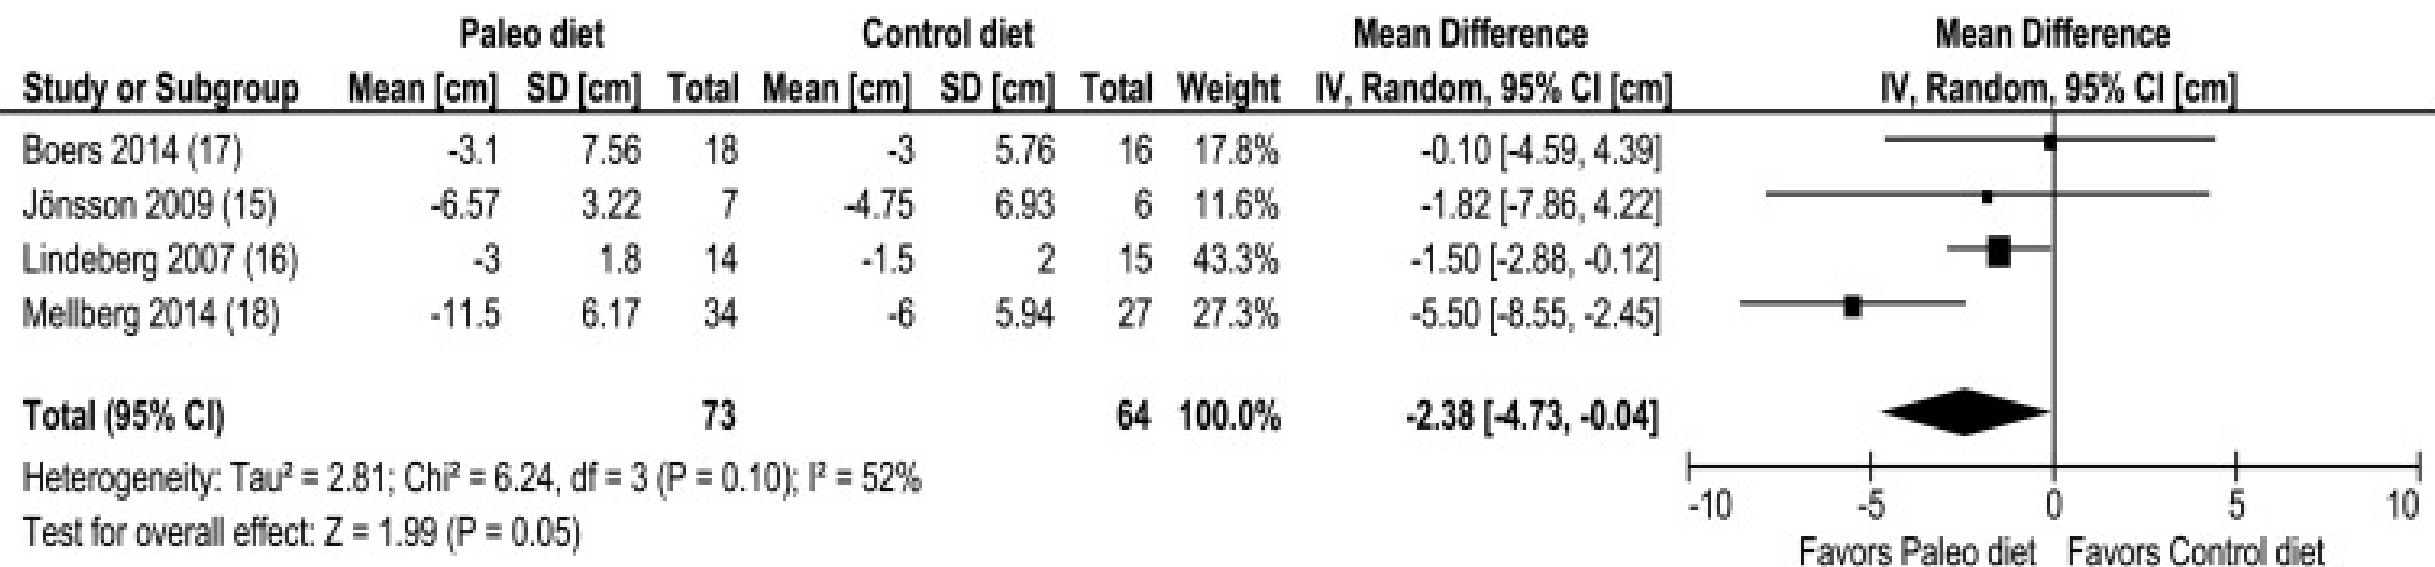 Paleo diet Control diet Mean Difference Mean Difference
Study or Subgroup Mean [cm] SD [cm] Total Mean [cm] SD [cm] Total Weight IV, Random, 95% CI [cm] IV, Random, 95% CI [cm]
Boers 2014 (17) -3.1 7.56 18 -3 5.76 16 17.8% -0.10 [-4.59, 4.39]
Jönsson 2009 (15) -6.57 3.22 7 -4.75 6.93 6 11.6% -1.82 [-7.86, 4.22]
Lindeberg 2007 (16) -3 1.8 14 -1.5 2 15 43.3% -1.50 [-2.88, -0.12]
Mellberg 2014 (18) -11.5 6.17 34 -6 5.94 27 27.3% -5.50 [-8.55, -2.45]
Total (95% CI) 73 64 100.0% -2.38 [-4.73, -0.04]
Heterogeneity: Tau² = 2.81; Chi² = 6.24, df = 3 (P = 0.10); I² = 52%
Test for overall effect: Z = 1.99 (P = 0.05)
-10 -5 0 5 10
Favors Paleo diet Favors Control diet